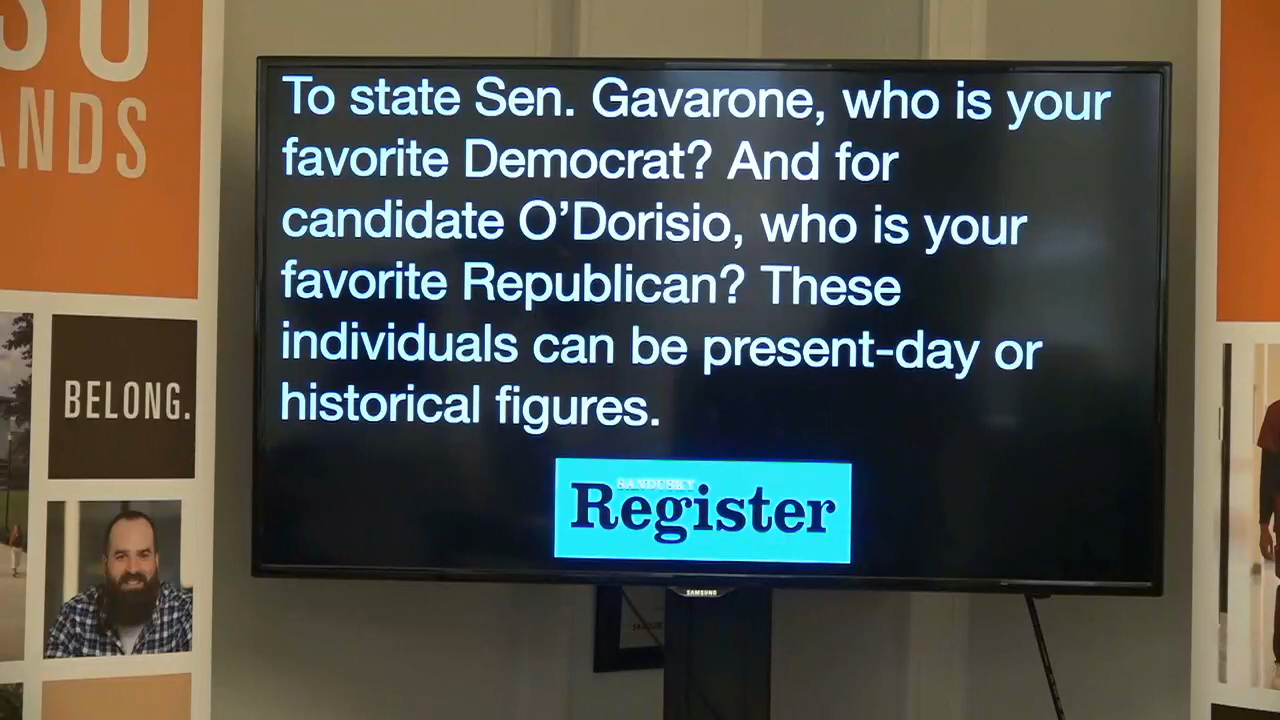 SU
ANDS
To state Sen. Gavarone, who is your
favorite Democrat? And for
candidate O’Dorisio, who is your
favorite Republican? These
individuals can be present-day or
historical figures.
BELONG.
SANDUSKY
Register
SAMSUNG